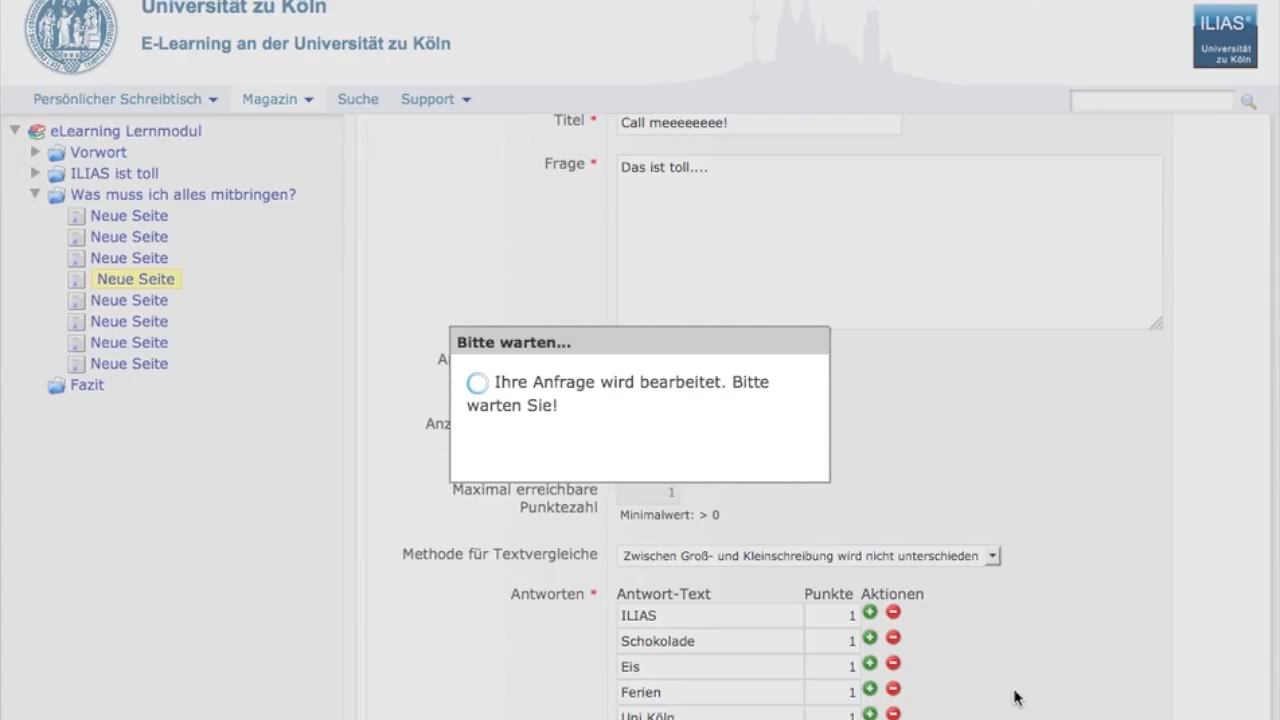 Universität zu Köln
E-Learning an der Universität zu Köln
ILIAS®
Universität
zu Köln
Persönlicher Schreibtisch
Magazin
Suche
Support
eLearning Lernmodul
Vorwort
ILIAS ist toll
Was muss ich alles mitbringen?
Neue Seite
Neue Seite
Neue Seite
Neue Seite
Neue Seite
Neue Seite
Neue Seite
Neue Seite
Fazit
Titel *
Call meeeeeeee!
Frage *
Das ist toll....
Bitte warten...
Ihre Anfrage wird bearbeitet. Bitte
warten Sie!
Maximal erreichbare
Punktezahl
1
Minimalwert: > 0
Methode für Textvergleiche
Zwischen Groß- und Kleinschreibung wird nicht unterschieden
Antworten *
Antwort-Text Punkte Aktionen
ILIAS 1
Schokolade 1
Eis 1
Ferien 1
Uni Köln 1